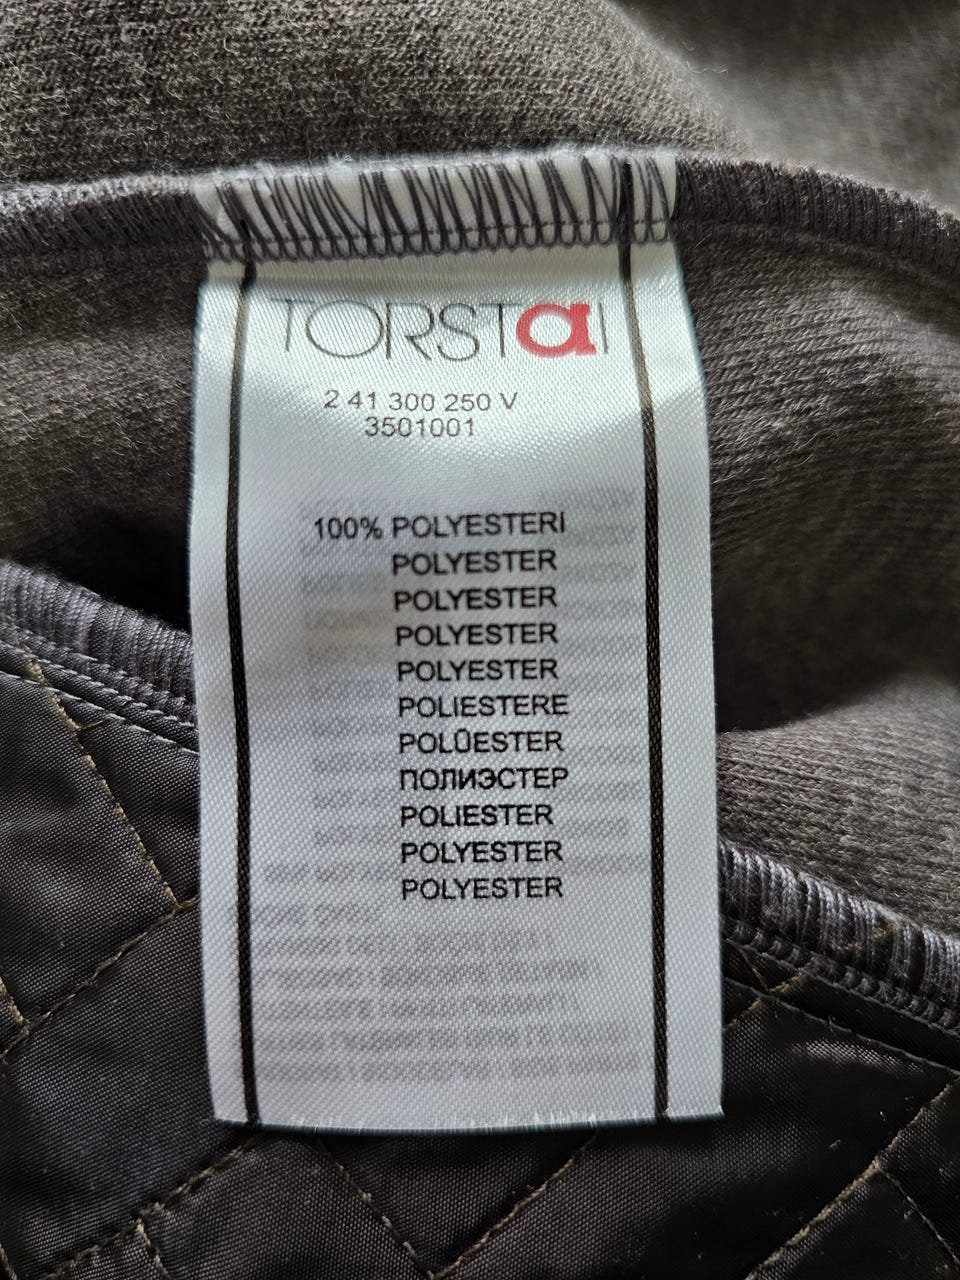 TORSTaI
2 41 300 250 V
3501001
100% POLYESTERI
POLYESTER
POLYESTER
POLYESTER
POLYESTER
POLIESTERE
POLÜESTER
ПОЛИЭСТЕР
POLIESTER
POLYESTER
POLYESTER